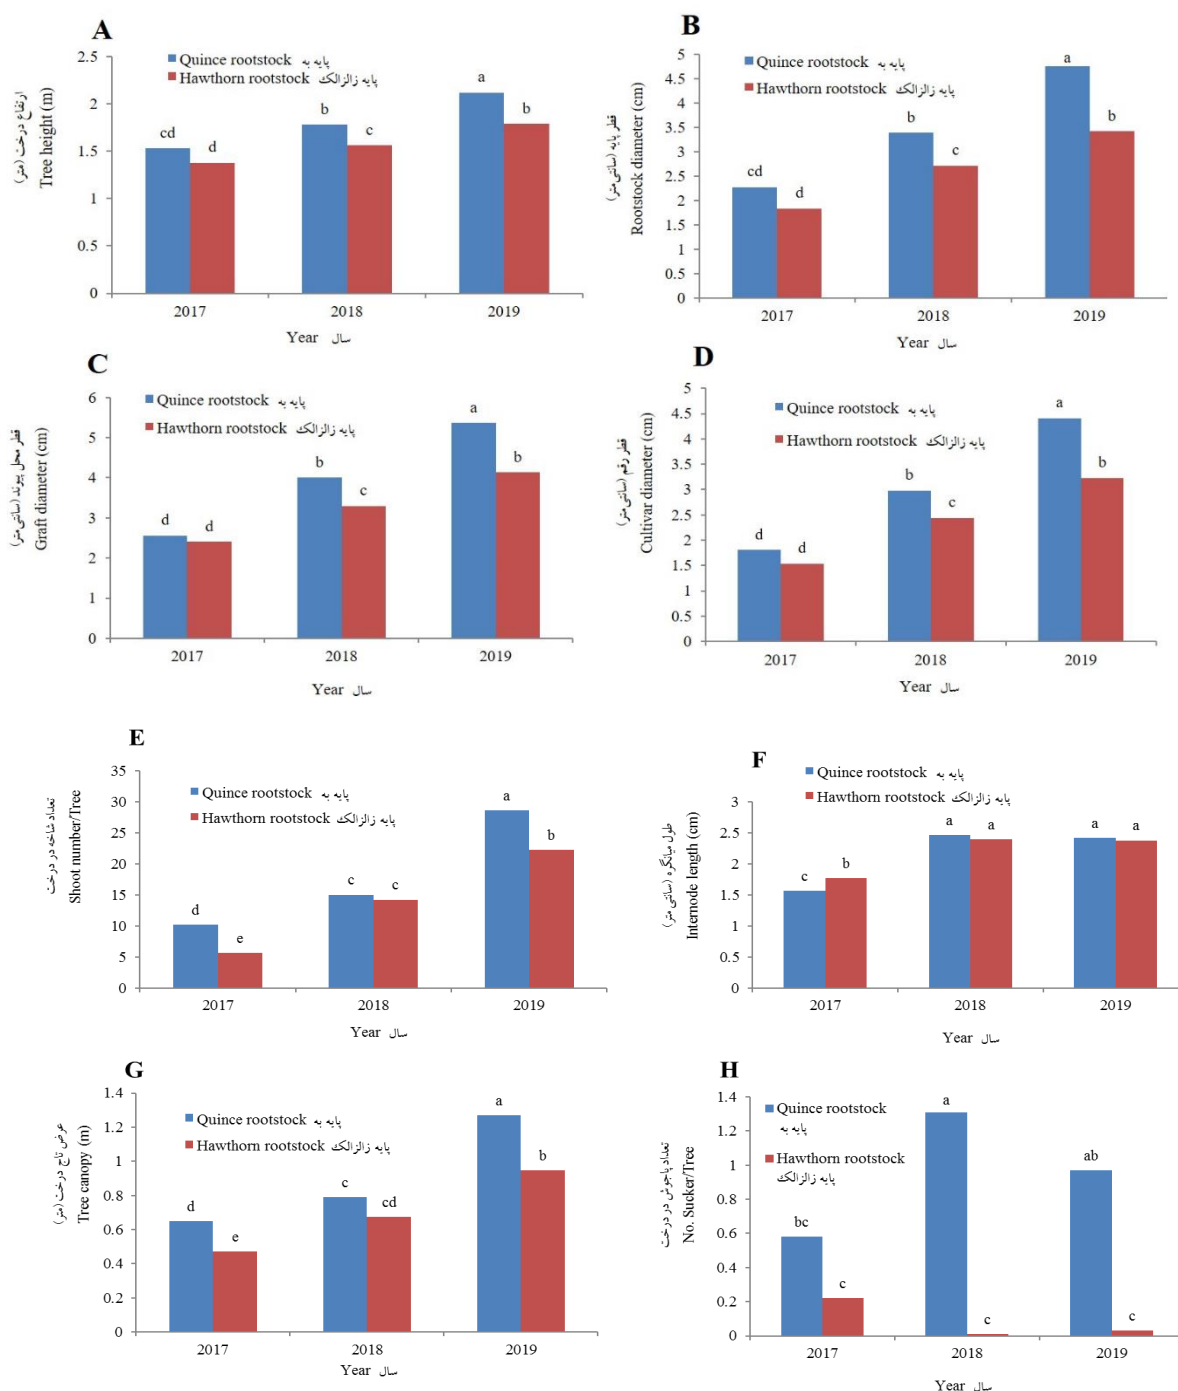 A
Quince rootstock پایه به
Hawthorn rootstock پایه زالزالک
ارتفاع درخت (متر)
Tree height (m)
2.5
2
1.5
1
0.5
0
cd
d
b
c
a
b
2017
2018
2019
Year سال
B
Quince rootstock پایه به
Hawthorn rootstock پایه زالزالک
قطر پایه (سانتی‌متر)
Rootstock diameter (cm)
5
4.5
4
3.5
3
2.5
2
1.5
1
0.5
0
cd
d
b
c
a
b
2017
2018
2019
Year سال
C
Quince rootstock پایه به
Hawthorn rootstock پایه زالزالک
قطر محل پیوند (سانتی‌متر)
Graft diameter (cm)
6
5
4
3
2
1
0
d
d
b
c
a
b
2017
2018
2019
Year سال
D
Quince rootstock پایه به
Hawthorn rootstock پایه زالزالک
قطر رقم (سانتی‌متر)
Cultivar diameter (cm)
5
4.5
4
3.5
3
2.5
2
1.5
1
0.5
0
d
d
b
c
a
b
2017
2018
2019
Year سال
E
Quince rootstock پایه به
Hawthorn rootstock پایه زالزالک
تعداد شاخه در درخت
Shoot number/Tree
35
30
25
20
15
10
5
0
d
e
c
c
a
b
2017
2018
2019
Year سال
F
Quince rootstock پایه به
Hawthorn rootstock پایه زالزالک
طول میانگره (سانتی متر)
Internode length (cm)
3
2.5
2
1.5
1
0.5
0
c
b
a
a
a
a
2017
2018
2019
Year سال
G
Quince rootstock پایه به
Hawthorn rootstock پایه زالزالک
عرض تاج درخت (متر)
Tree canopy (m)
1.4
1.2
1
0.8
0.6
0.4
0.2
0
d
e
c
cd
a
b
2017
2018
2019
Year سال
H
Quince rootstock
پایه به
Hawthorn rootstock
پایه زالزالک
تعداد پاجوش در درخت
No. Sucker/Tree
1.4
1.2
1
0.8
0.6
0.4
0.2
0
bc
c
a
c
ab
c
2017
2018
2019
Year سال